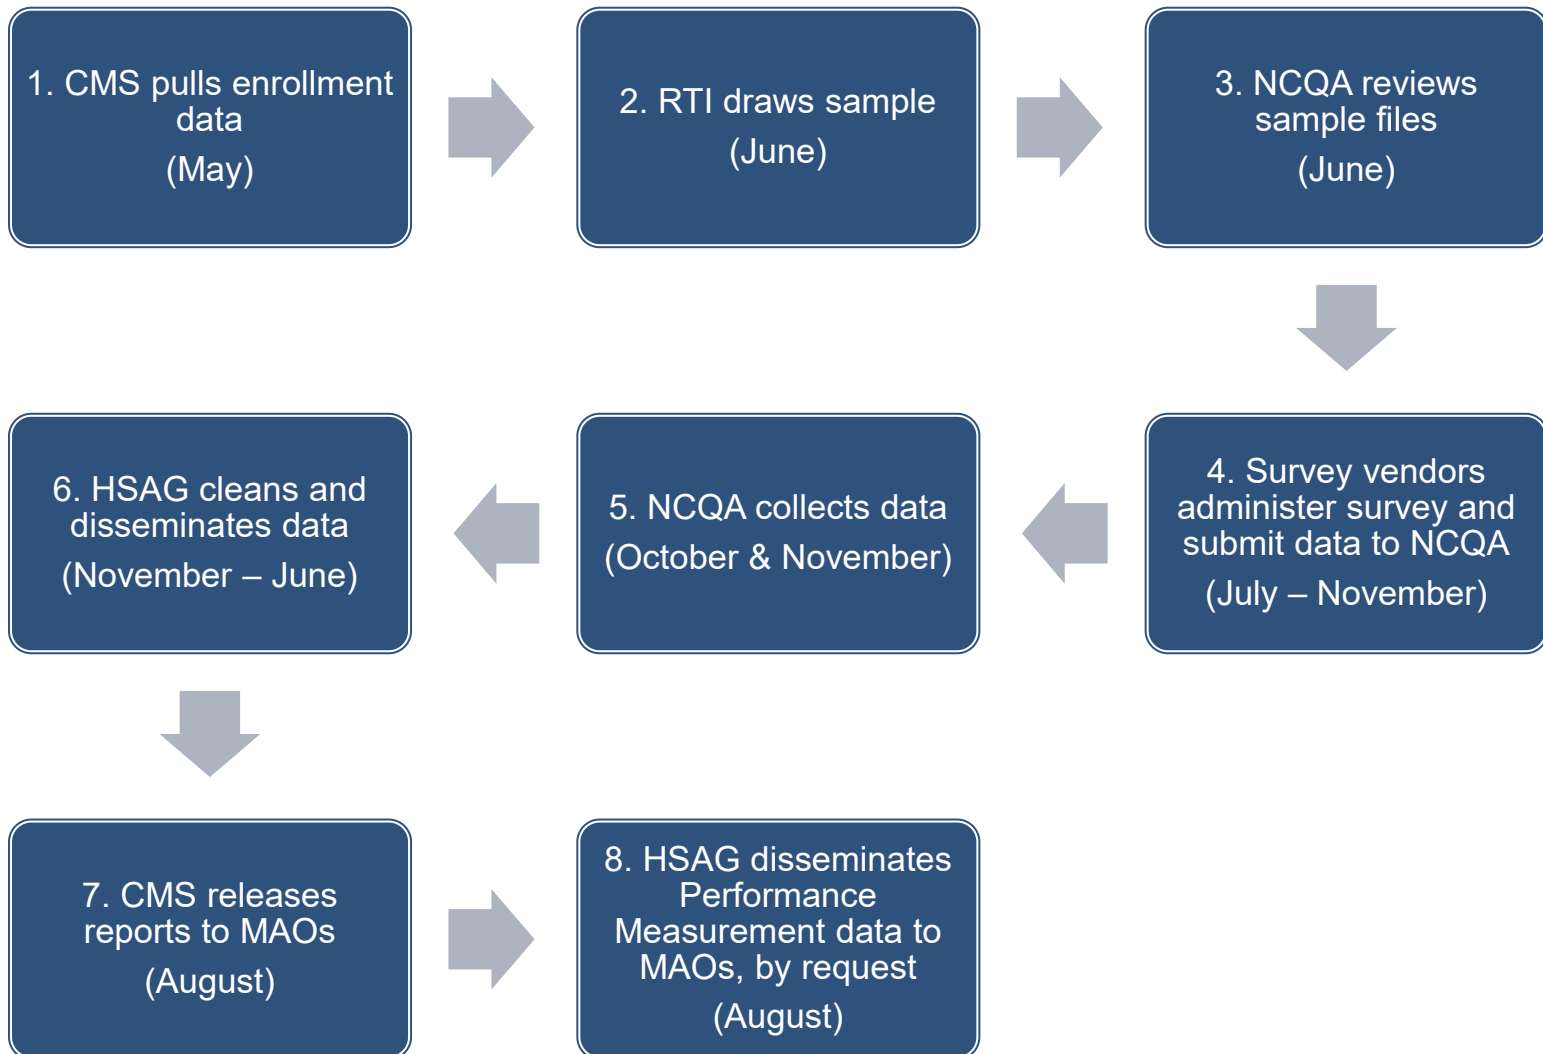 1. CMS pulls enrollment
data
(May)
2. RTI draws sample
(June)
3. NCQA reviews
sample files
(June)
4. Survey vendors
administer survey and
submit data to NCQA
(July – November)
5. NCQA collects data
(October & November)
6. HSAG cleans and
disseminates data
(November – June)
7. CMS releases
reports to MAOs
(August)
8. HSAG disseminates
Performance
Measurement data to
MAOs, by request
(August)